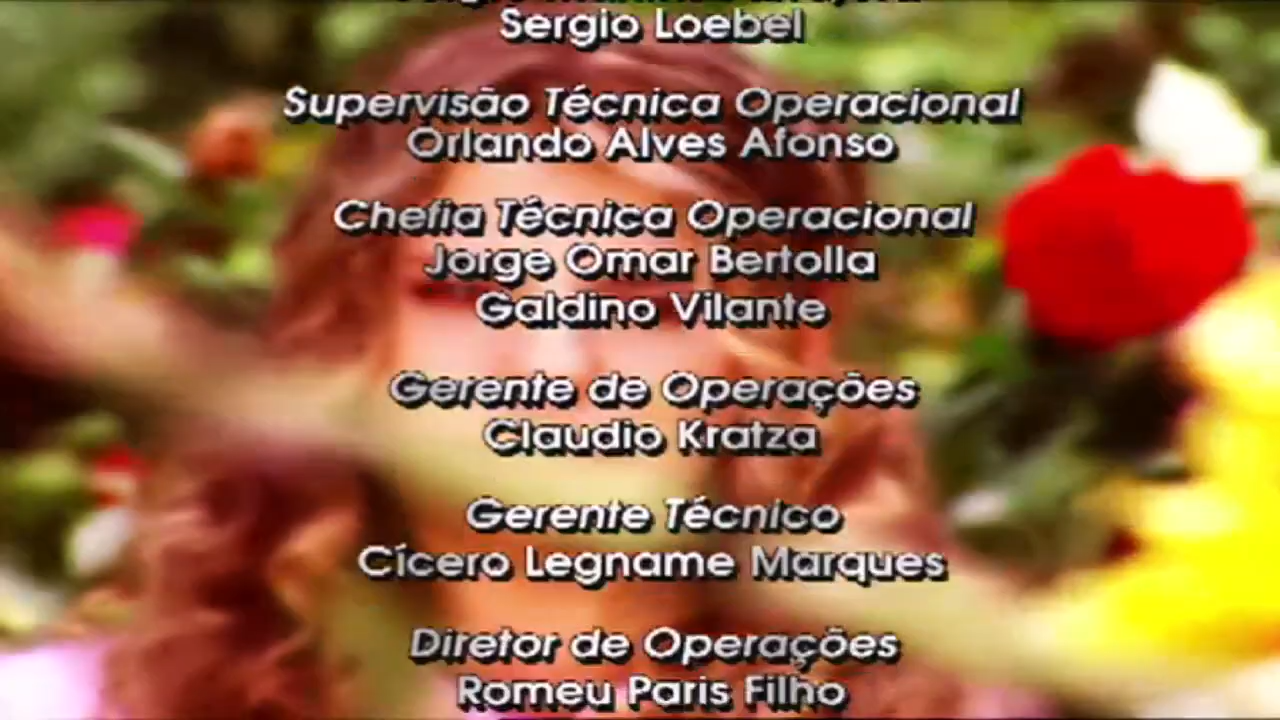 Sergio Loebel
Supervisão Técnica Operacional
Orlando Alves Afonso
Chefia Técnica Operacional
Jorge Omar Bertolla
Galdino Vilante
Gerente de Operações
Claudio Kratza
Gerente Técnico
Cícero Legname Marques
Diretor de Operações
Romeu Paris Filho